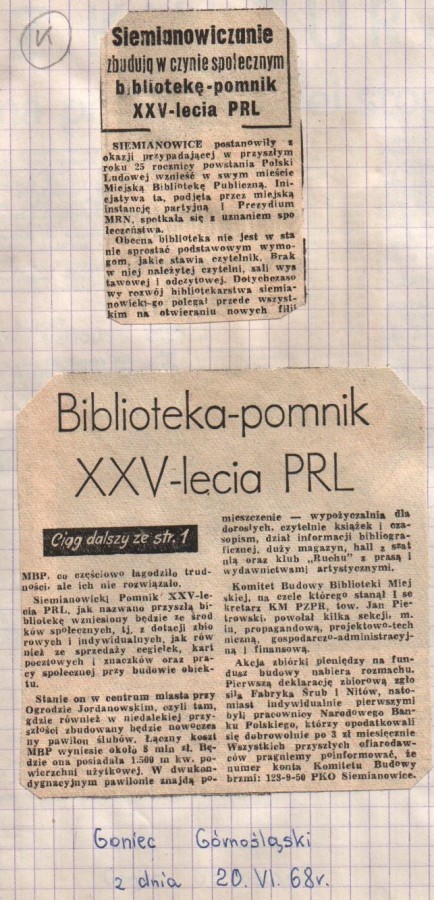 K
Siemianowiczanie
zbudują w czynie społecznym
bibliotekę-pomnik
XXV-lecia PRL
SIEMIANOWICE postanowiły z
okazji przypadającej w przyszłym
roku 25 rocznicy powstania Polski
Ludowej wznieść w swym mieście
Miejską Bibliotekę Publiczną. Ini-
cjatywa ta, podjęta przez miejską
instancję partyjną i Prezydium
MRN, spotkała się z uznaniem spo
łeczeństwa.
Obecna biblioteka nie jest w sta
nie sprostać podstawowym wymo-
gom, jakie stawia czytelnik. Brak
w niej należytej czytelni, sali wys
tawowej i odczytowej. Dotychczaso
wy rozwój bibliotekarstwa siemia-
nowickiego polegał przede wszyst-
kim na otwieraniu nowych filii
Biblioteka-pomnik
XXV-lecia PRL
Ciąg dalszy ze str. 1
MBP, co częściowo łagodziło trud-
ności, ale ich nie rozwiązało.
Siemianowicki Pomnik XXV-le-
cia PRL, jak nazwano przyszłą bi-
bliotekę wzniesiony będzie ze środ
ków społecznych, tj. z dotacji zbio
rowych i indywidualnych, jak rów
nież ze sprzedaży cegiełek, kart
pocztowych i znaczków oraz pra-
cy społecznej przy budowie obiek-
tu.
Stanie on w centrum miasta przy
Ogrodzie Jordanowskim, czyli tam,
gdzie również w niedalekiej przy-
szłości zbudowany będzie nowocze
ny pawilon ślubów. Łączny koszt
MBP wyniesie około 8 mln zł. Bę-
dzie ona posiadała 1.500 m kw. po-
wierzchni użytkowej. W dwukon-
dygnacyjnym pawilonie znajdą po-
mieszczenie — wypożyczalnia dla
dorosłych, czytelnie książek i cza-
sopism, dział informacji bibliogra-
ficznej, duży magazyn, hall z szat
nią oraz klub „Ruchu" z prasą i
wydawnictwami artystycznymi.
Komitet Budowy Biblioteki Miej
skiej, na czele którego stanął I se
kretarz KM PZPR, tow. Jan Pie-
trowski, powołał kilka sekcji, m.
in. propagandową, projektowo-tech
niczną, gospodarczo-administracyj-
ną i finansową.
Akcja zbiórki pieniędzy na fun-
dusz budowy nabiera rozmachu.
Pierwszą deklarację zbiorową zgło
siła Fabryka Śrub i Nitów, nato-
miast indywidualnie pierwszymi
byli pracownicy Narodowego Ban-
ku Polskiego, którzy opodatkowali
się dobrowolnie po 3 zł miesięcznie
Wszystkich przyszłych ofiarodaw-
ców pragniemy poinformować, że
numer konta Komitetu Budowy
brzmi: 128-9-50 PKO Siemianowice.
Goniec Górnośląski
z dnia 20. VI. 68r.